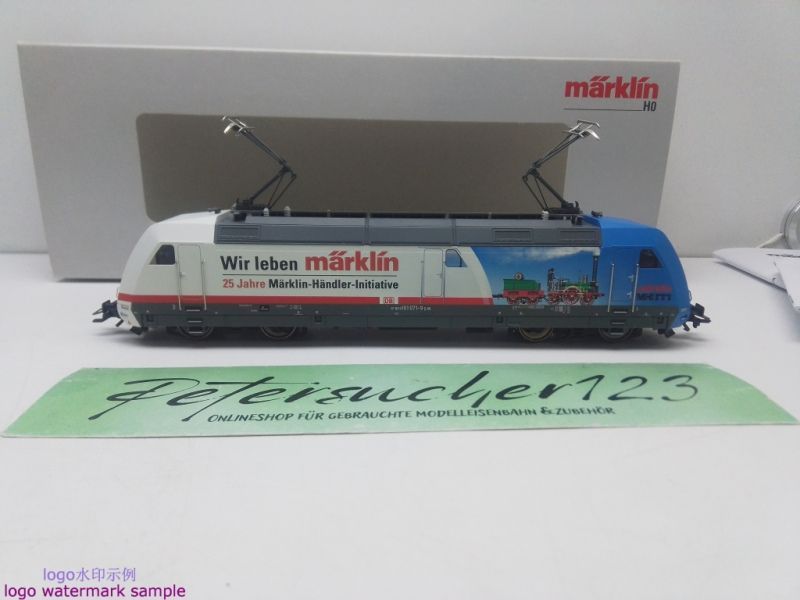 märklin
H0
Wir leben märklin
25 Jahre Märklin-Händler-Initiative
DB
märklin
Petersucher123
ONLINESHOP FÜR GEBRAUCHTE MODELLEISENBAHN & ZUBEHÖR
logo水印示例
logo watermark sample